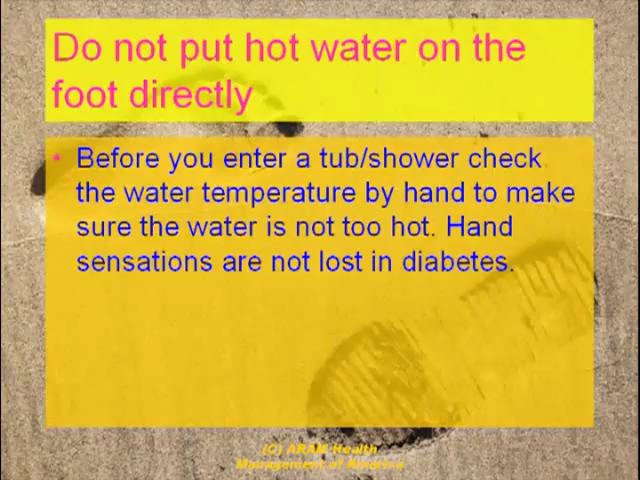 Do not put hot water on the
foot directly
• Before you enter a tub/shower check
the water temperature by hand to make
sure the water is not too hot. Hand
sensations are not lost in diabetes.
(C) ARAM Health
Management of America